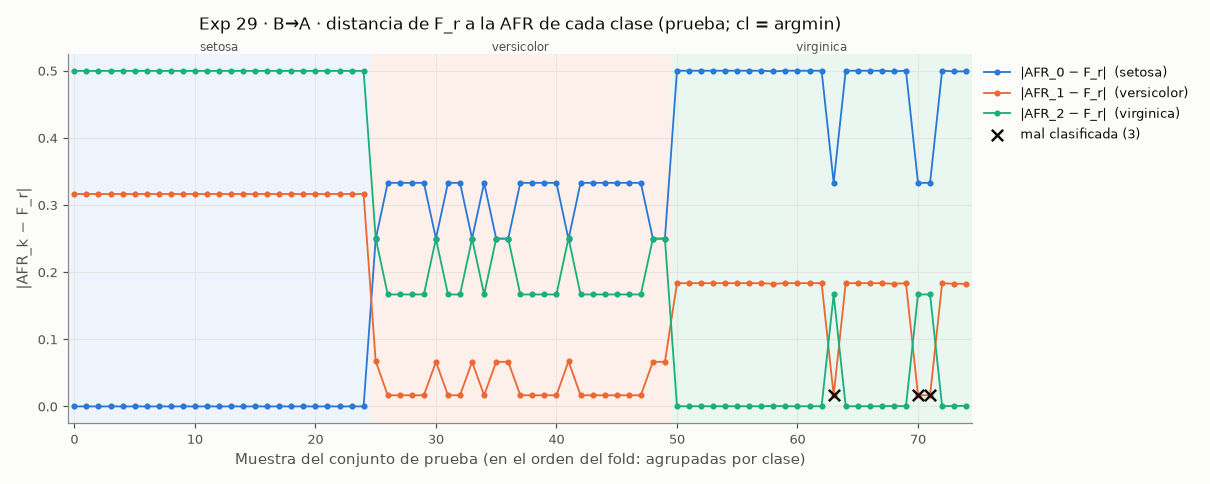 Exp 29 · B→A · distancia de F_r a la AFR de cada clase (prueba; cl = argmin)
setosa versicolor virginica
|AFR_0 − F_r| (setosa)
|AFR_1 − F_r| (versicolor)
|AFR_2 − F_r| (virginica)
mal clasificada (3)
|AFR_k − F_r|
0.5
0.4
0.3
0.2
0.1
0.0
0 10 20 30 40 50 60 70
Muestra del conjunto de prueba (en el orden del fold: agrupadas por clase)